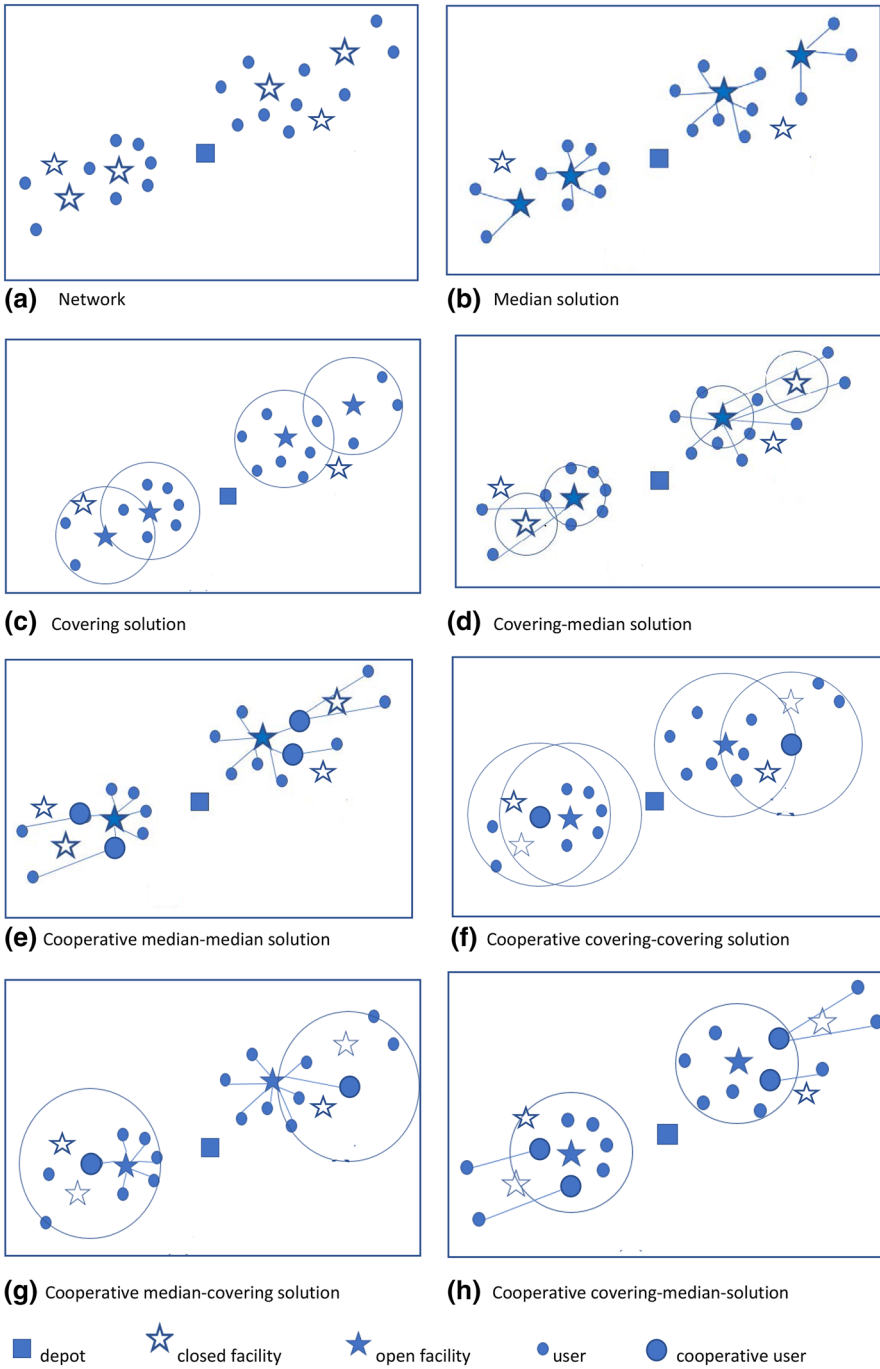 (a) Network
(b) Median solution
(c) Covering solution
(d) Covering-median solution
(e) Cooperative median-median solution
(f) Cooperative covering-covering solution
(g) Cooperative median-covering solution
(h) Cooperative covering-median-solution
depot closed facility open facility user cooperative user